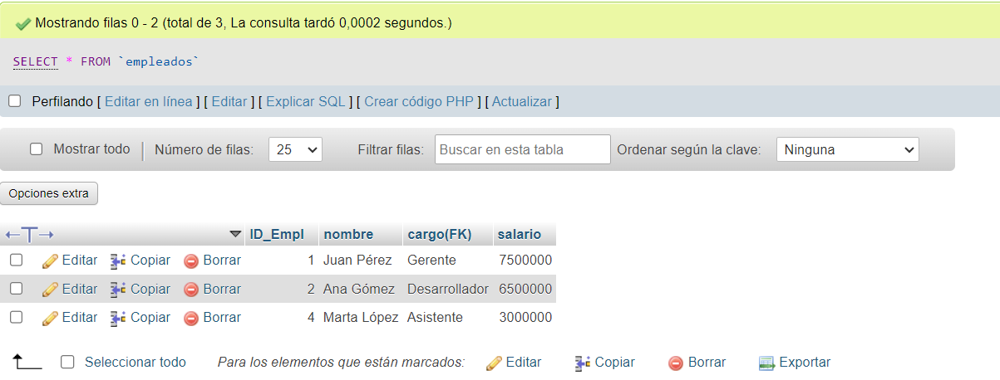 Mostrando filas 0 - 2 (total de 3, La consulta tardó 0,0002 segundos.)
SELECT * FROM `empleados`
Perfilando [ Editar en línea ] [ Editar ] [ Explicar SQL ] [ Crear código PHP ] [ Actualizar ]
Mostrar todo | Número de filas: 25 Filtrar filas: Buscar en esta tabla Ordenar según la clave: Ninguna
Opciones extra
ID_Empl nombre cargo(FK) salario
Editar Copiar Borrar 1 Juan Pérez Gerente 7500000
Editar Copiar Borrar 2 Ana Gómez Desarrollador 6500000
Editar Copiar Borrar 4 Marta López Asistente 3000000
Seleccionar todo Para los elementos que están marcados: Editar Copiar Borrar Exportar